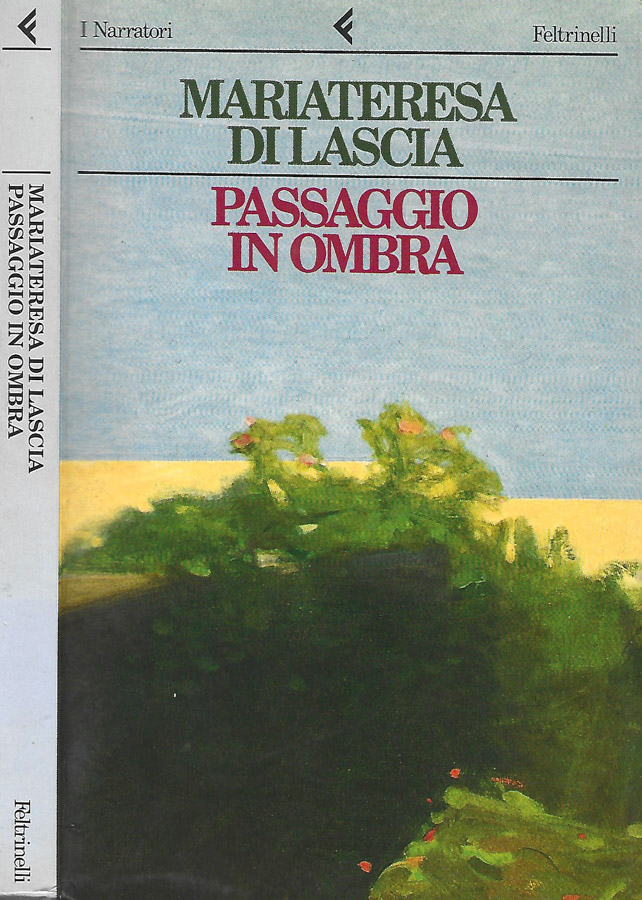 I Narratori
Feltrinelli
MARIATERESA
DI LASCIA
PASSAGGIO
IN OMBRA
MARIATERESA DI LASCIA
PASSAGGIO IN OMBRA
Feltrinelli